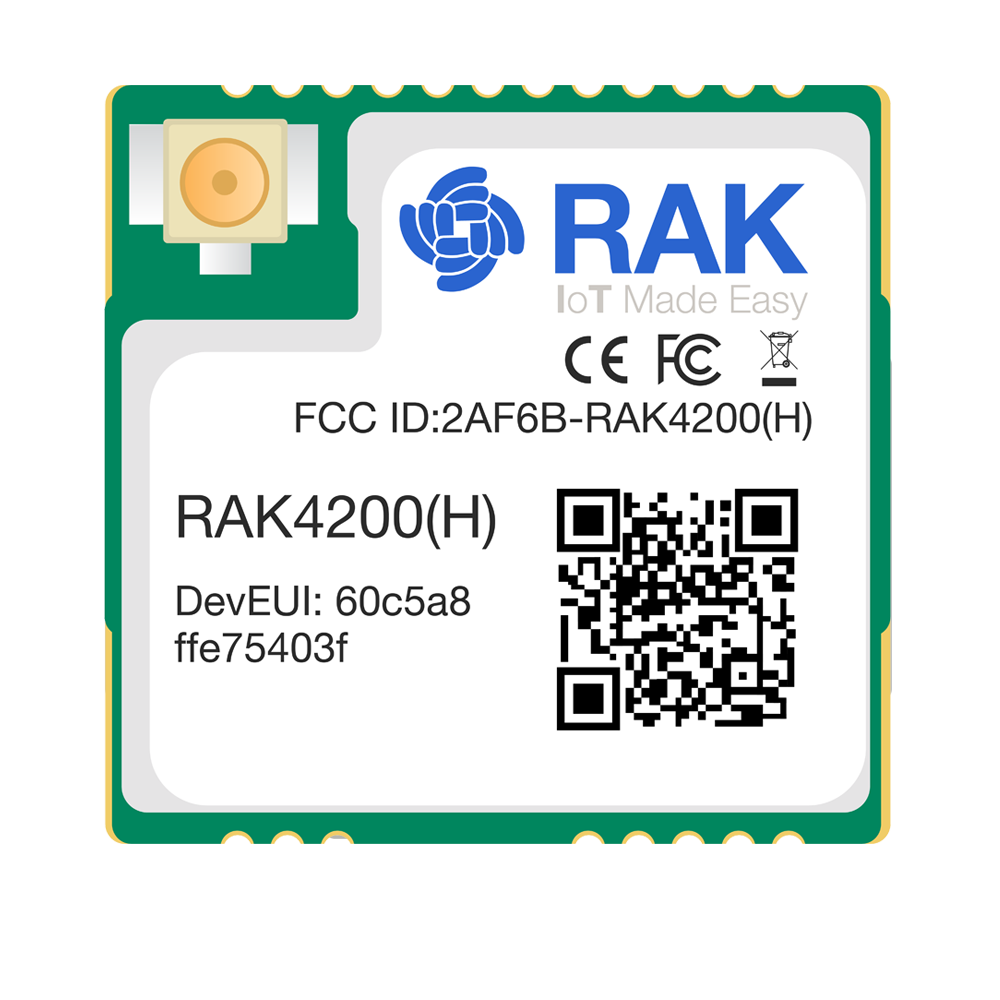 RAK
IoT Made Easy
CE FC
FCC ID:2AF6B-RAK4200(H)
RAK4200(H)
DevEUI: 60c5a8
ffe75403f